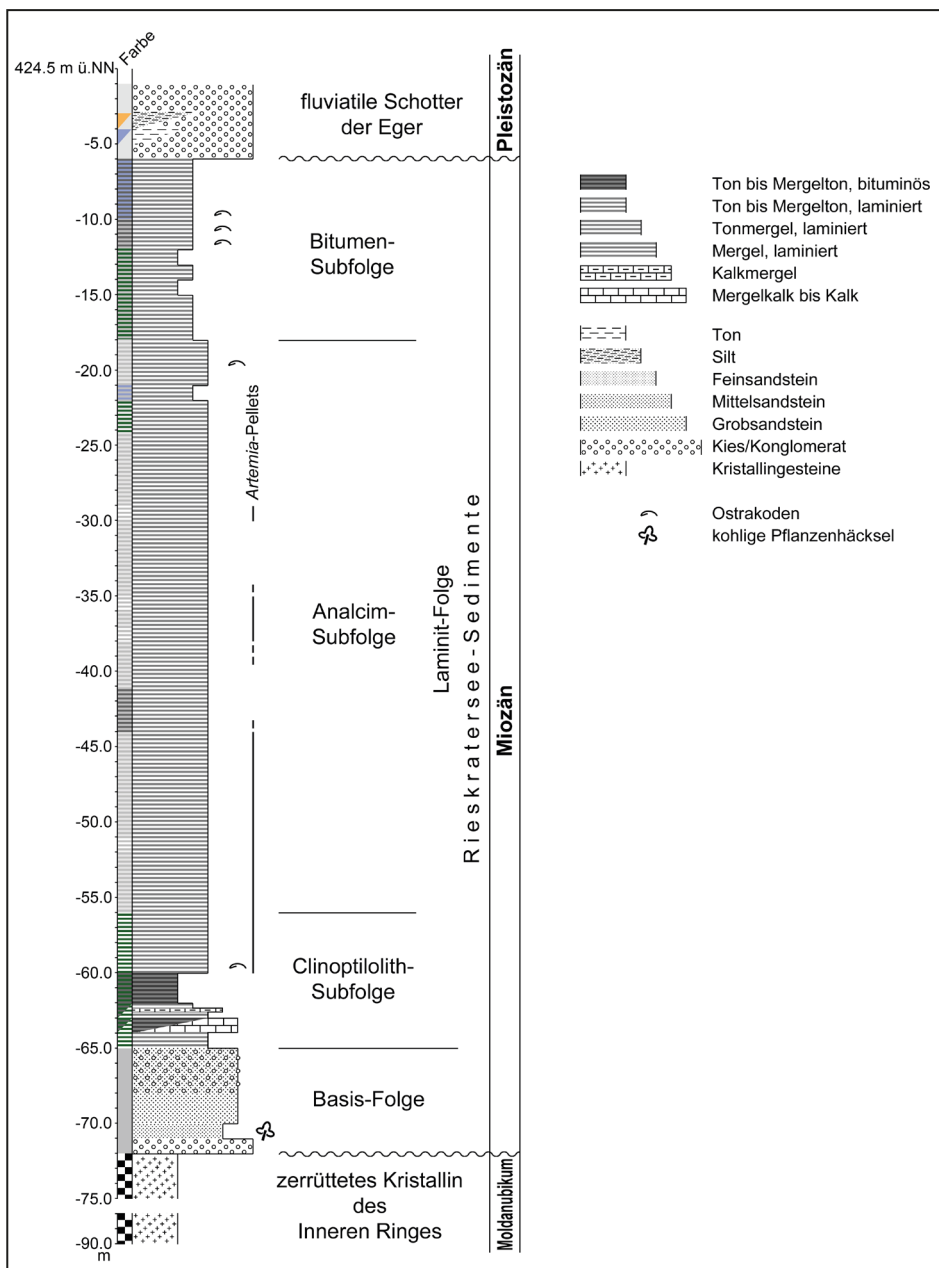 Farbe
424.5 m ü.NN
-5.0
-10.0
-15.0
-20.0
-25.0
-30.0
-35.0
-40.0
-45.0
-50.0
-55.0
-60.0
-65.0
-70.0
-75.0
-90.0
m
Artemia-Pellets
fluviatile Schotter
der Eger
Bitumen-
Subfolge
Analcim-
Subfolge
Clinoptilolith-
Subfolge
Basis-Folge
zerrüttetes Kristallin
des
Inneren Ringes
Laminit-Folge
Rieskratersee-Sedimente
Pleistozän
Miozän
Moldanubikum
Ton bis Mergelton, bituminös
Ton bis Mergelton, laminiert
Tonmergel, laminiert
Mergel, laminiert
Kalkmergel
Mergelkalk bis Kalk
Ton
Silt
Feinsandstein
Mittelsandstein
Grobsandstein
Kies/Konglomerat
Kristallingesteine
Ostrakoden
kohlige Pflanzenhäcksel